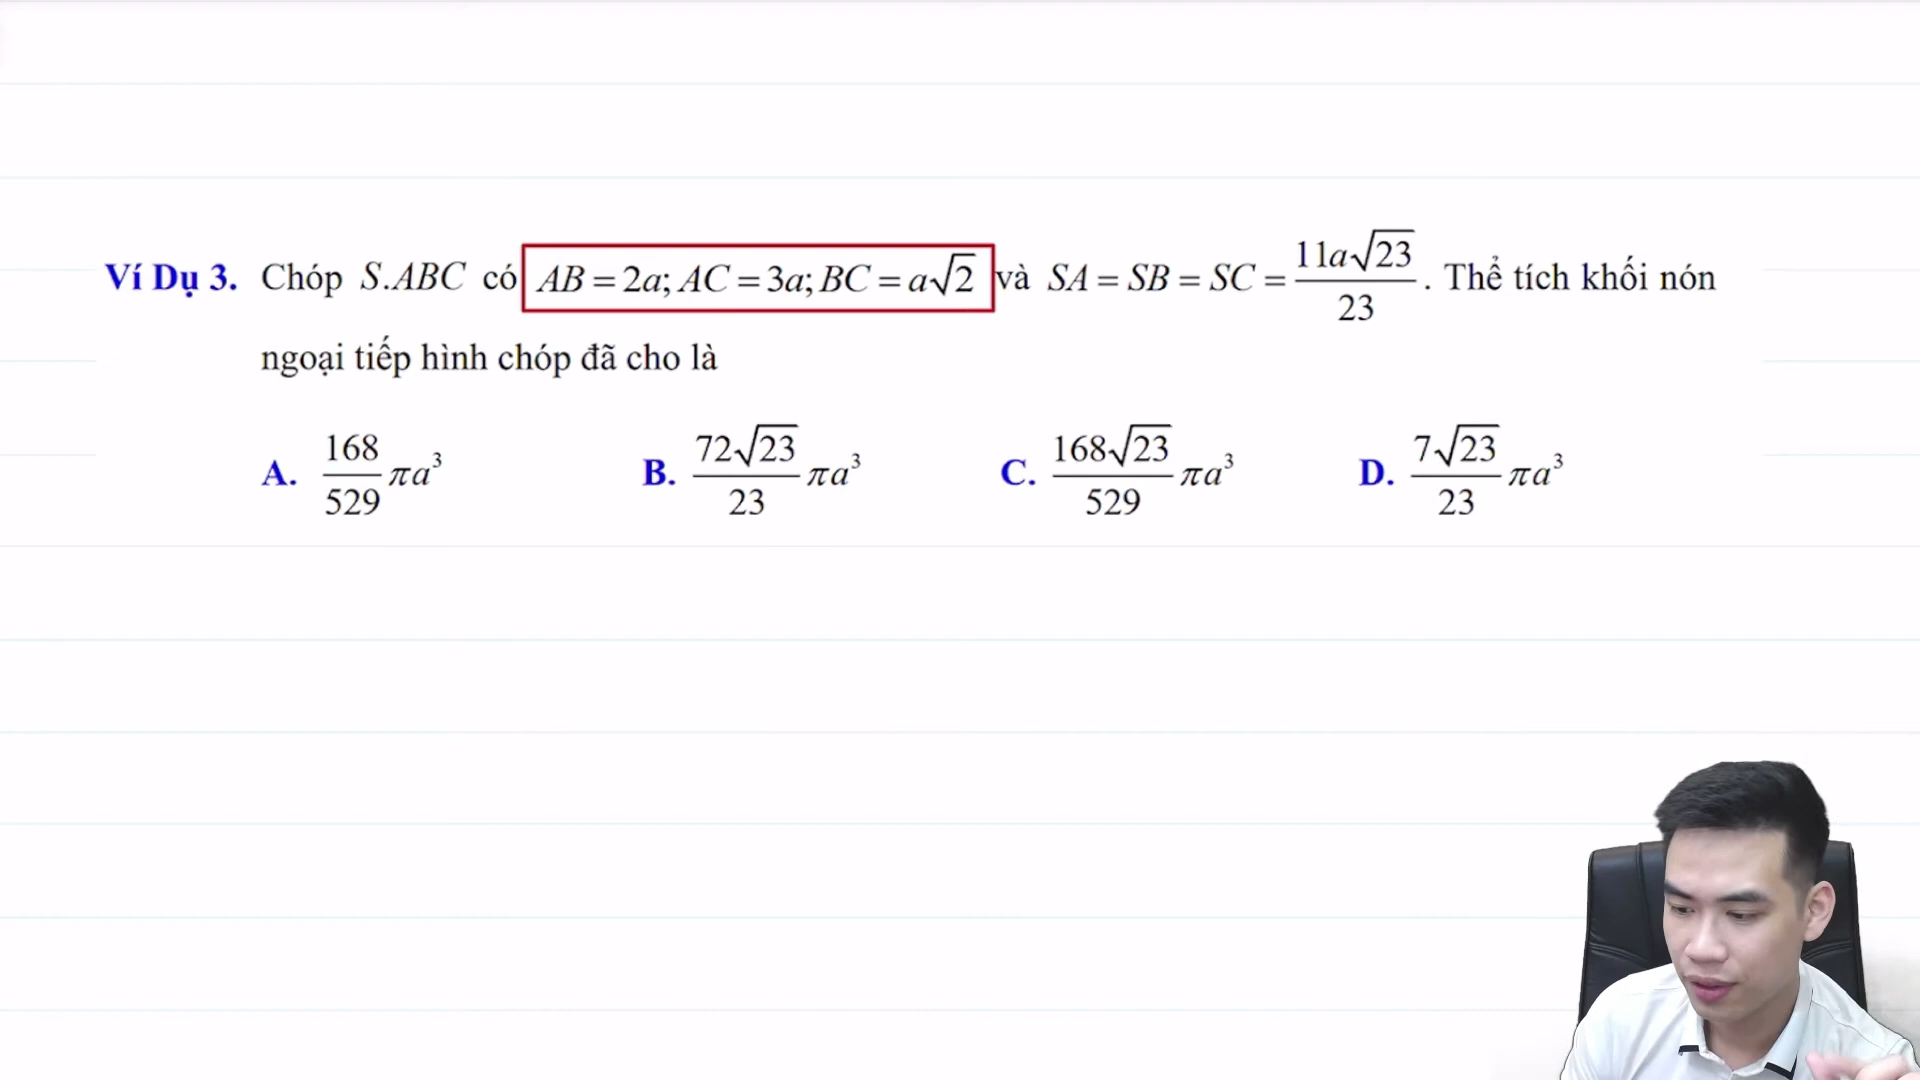 Ví Dụ 3. Chóp S.ABC có AB = 2a; AC = 3a; BC = a√2 và SA = SB = SC = 11a√23/23. Thể tích khối nón
ngoại tiếp hình chóp đã cho là
A. 168/529 πa³ B. 72√23/23 πa³ C. 168√23/529 πa³ D. 7√23/23 πa³